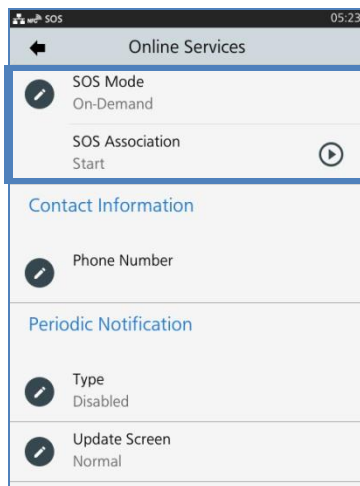 SOS 05:23
Online Services
SOS Mode
On-Demand
SOS Association
Start
Contact Information
Phone Number
Periodic Notification
Type
Disabled
Update Screen
Normal